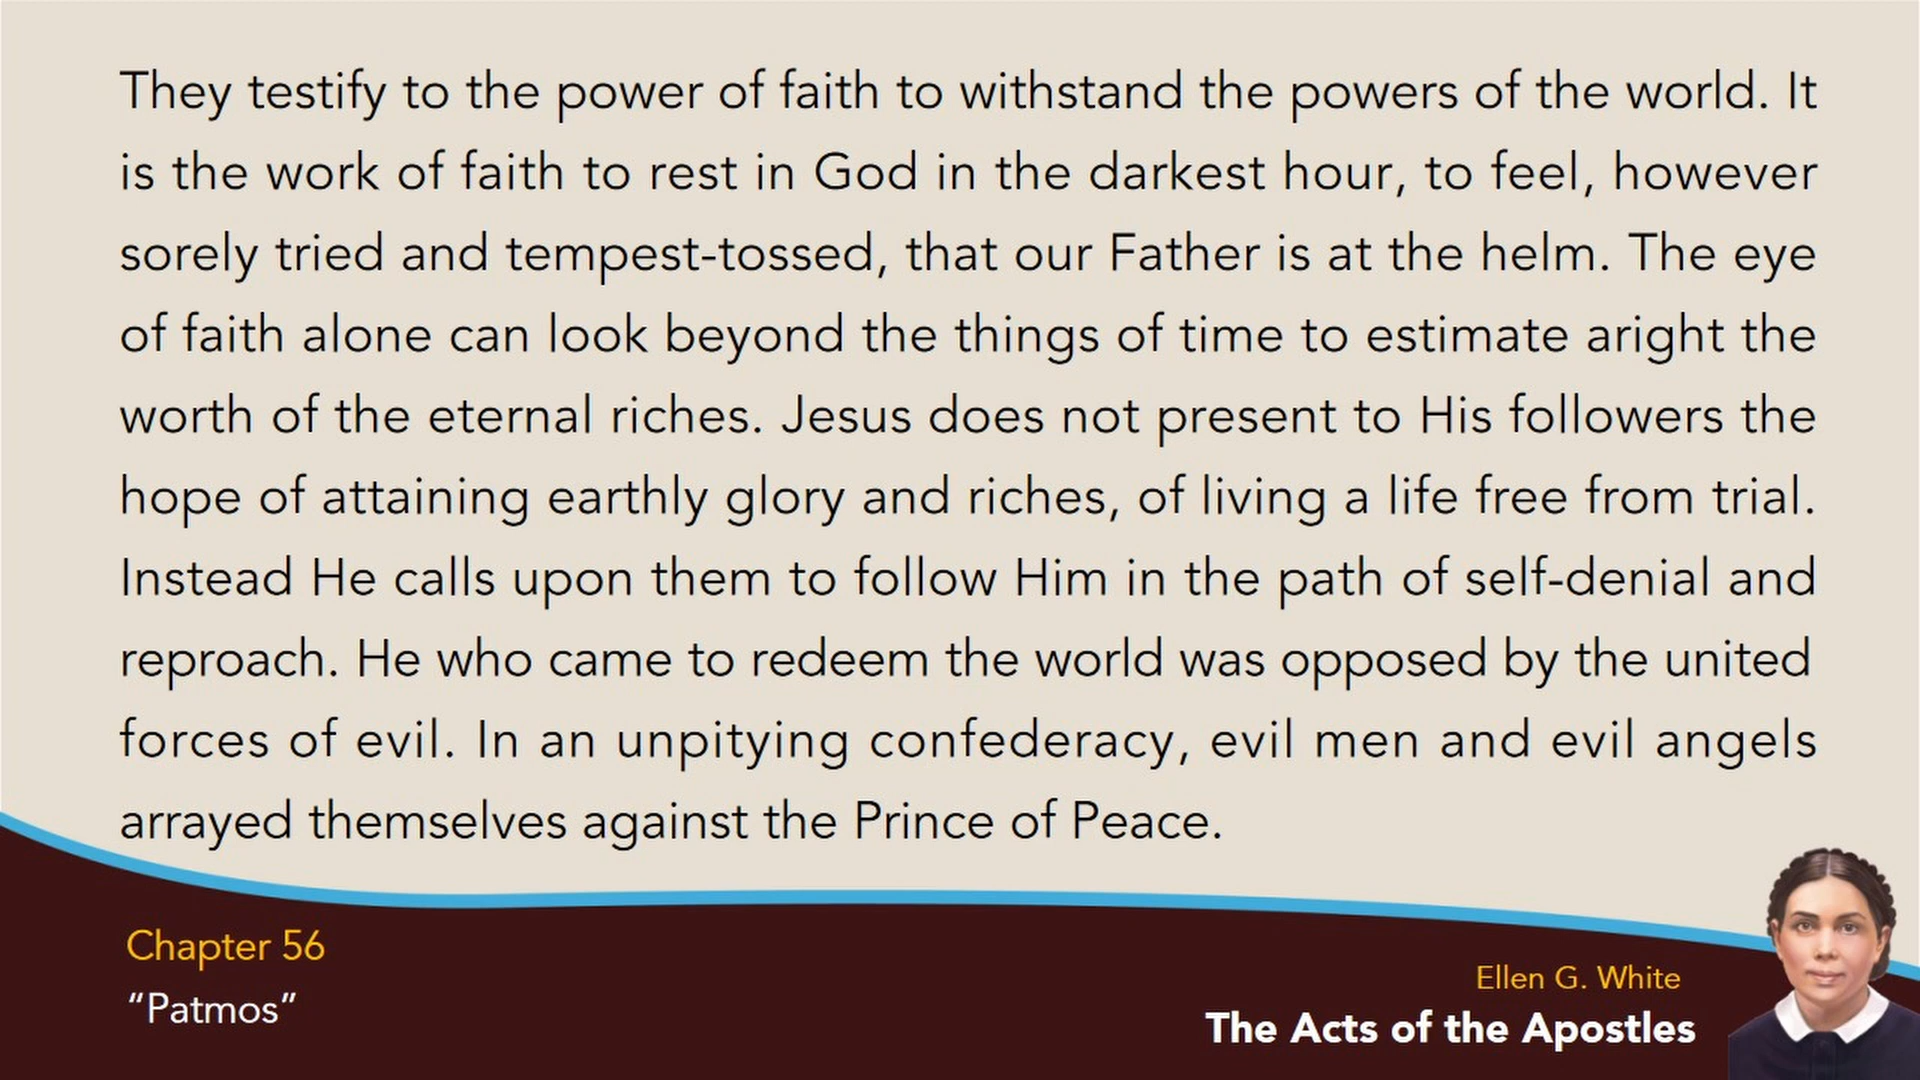 They testify to the power of faith to withstand the powers of the world. It
is the work of faith to rest in God in the darkest hour, to feel, however
sorely tried and tempest-tossed, that our Father is at the helm. The eye
of faith alone can look beyond the things of time to estimate aright the
worth of the eternal riches. Jesus does not present to His followers the
hope of attaining earthly glory and riches, of living a life free from trial.
Instead He calls upon them to follow Him in the path of self-denial and
reproach. He who came to redeem the world was opposed by the united
forces of evil. In an unpitying confederacy, evil men and evil angels
arrayed themselves against the Prince of Peace.
Chapter 56
“Patmos”
Ellen G. White
The Acts of the Apostles